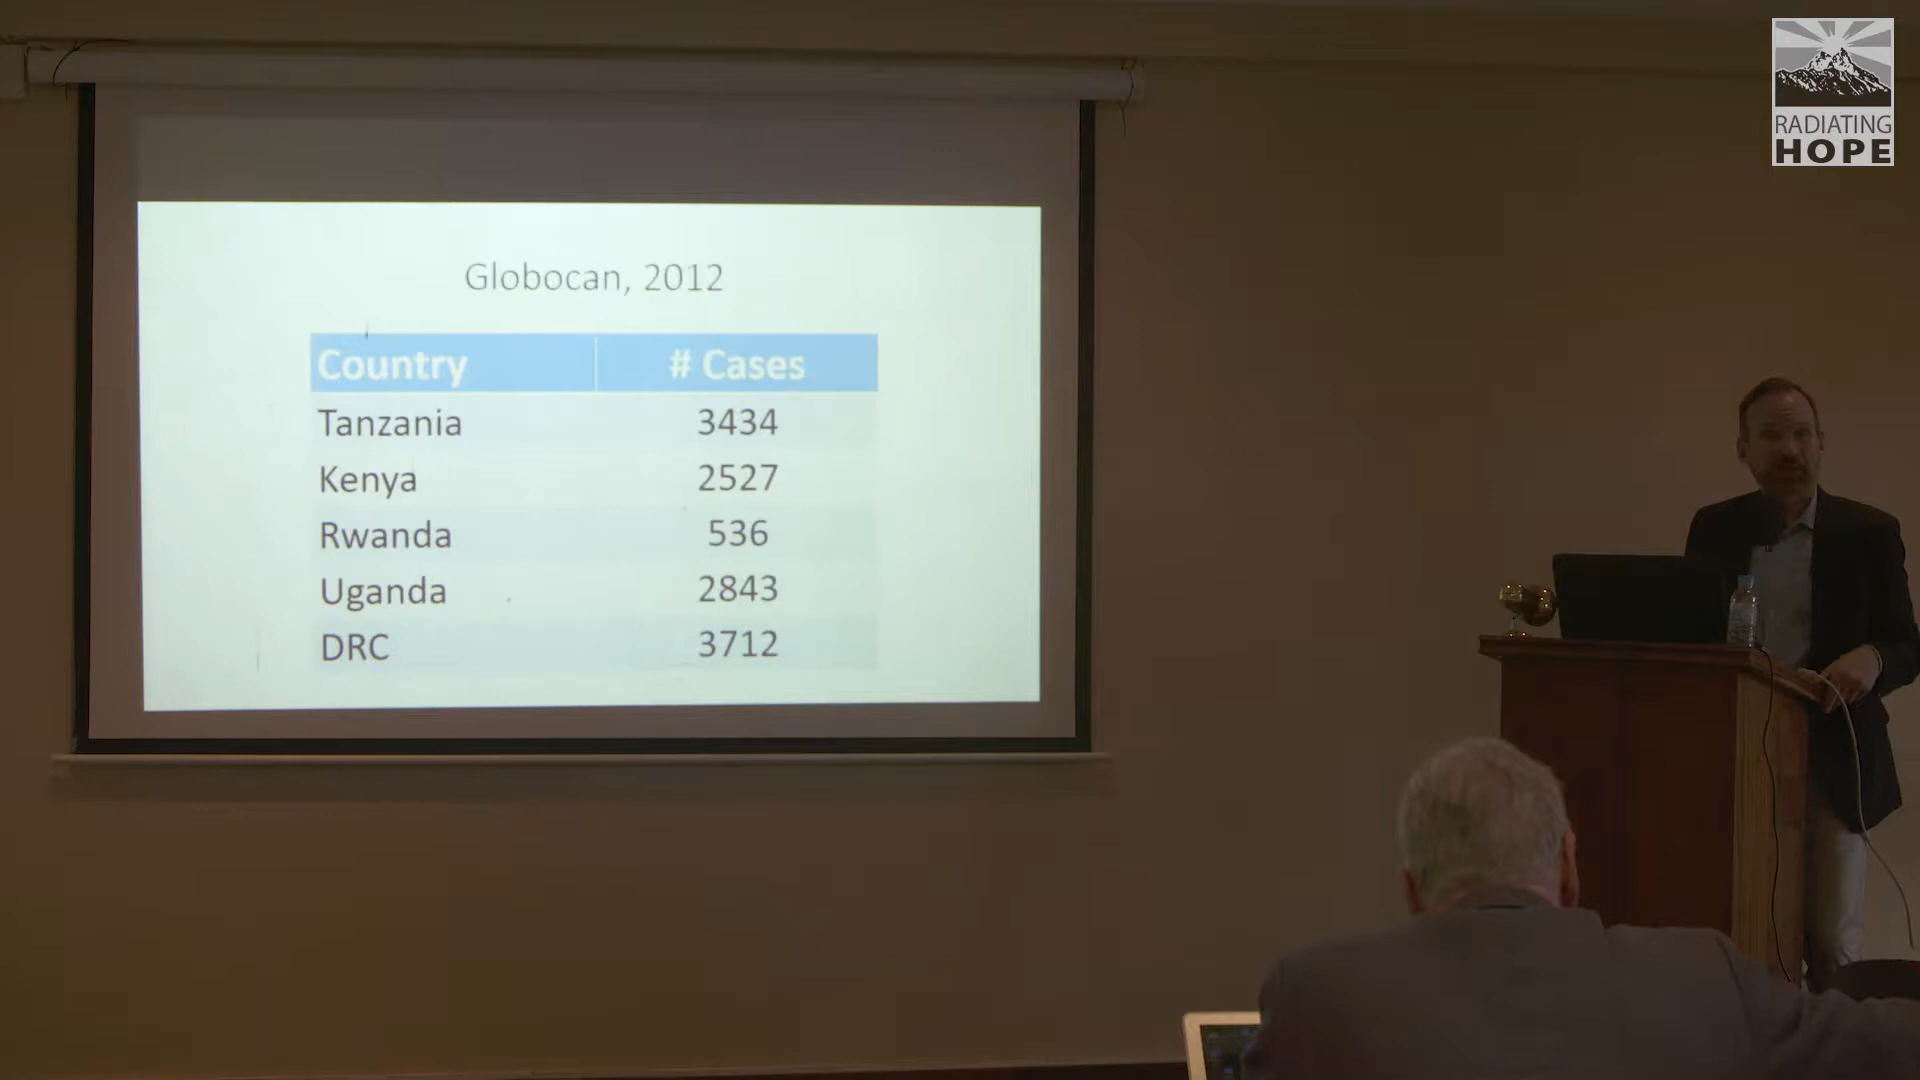 RADIATING
HOPE
Globocan, 2012
Country # Cases
Tanzania 3434
Kenya 2527
Rwanda 536
Uganda 2843
DRC 3712